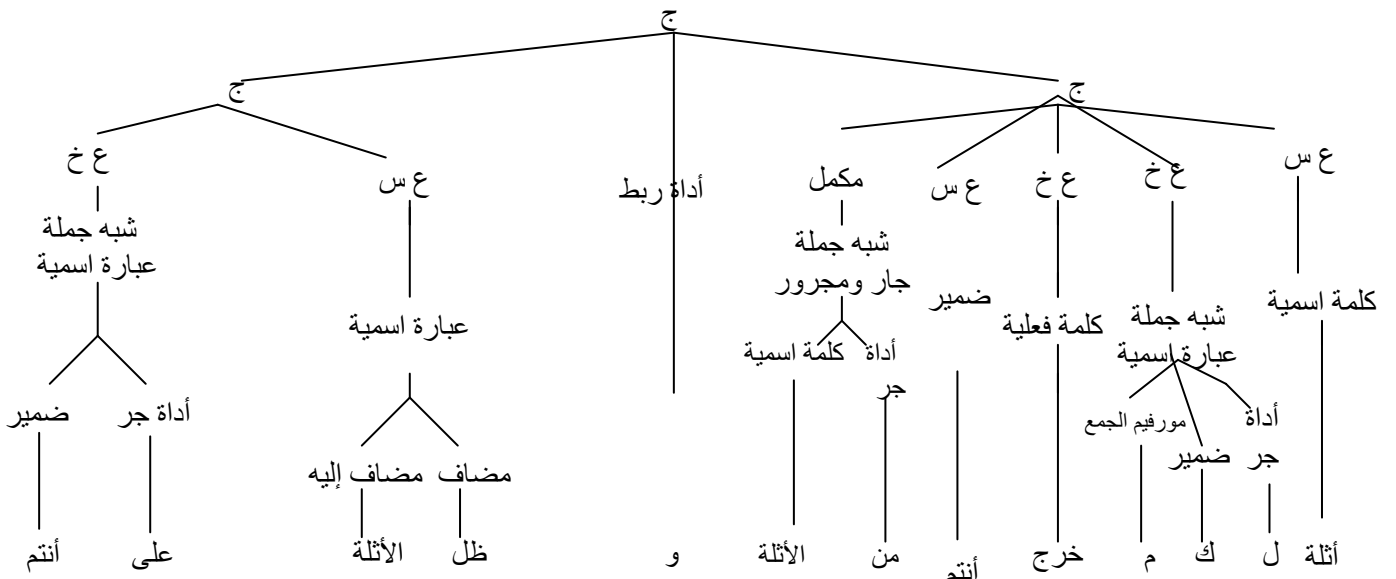 ج
ج
ج
ع س
ع خ
ع خ
ع س
مكمل
أداة ربط
ع س
ع خ
شبه جملة
عبارة اسمية
شبه جملة
جار ومجرور
كلمة اسمية
شبه جملة
عبارة اسمية
كلمة فعلية
ضمير
عبارة اسمية
أداة
جر
كلمة اسمية
أداة
جر
ضمير
مورفيم الجمع
أداة جر
ضمير
مضاف
مضاف إليه
أثلة
ل
ك
م
خرج
أنتم
من
الأثلة
و
ظل
الأثلة
على
أنتم